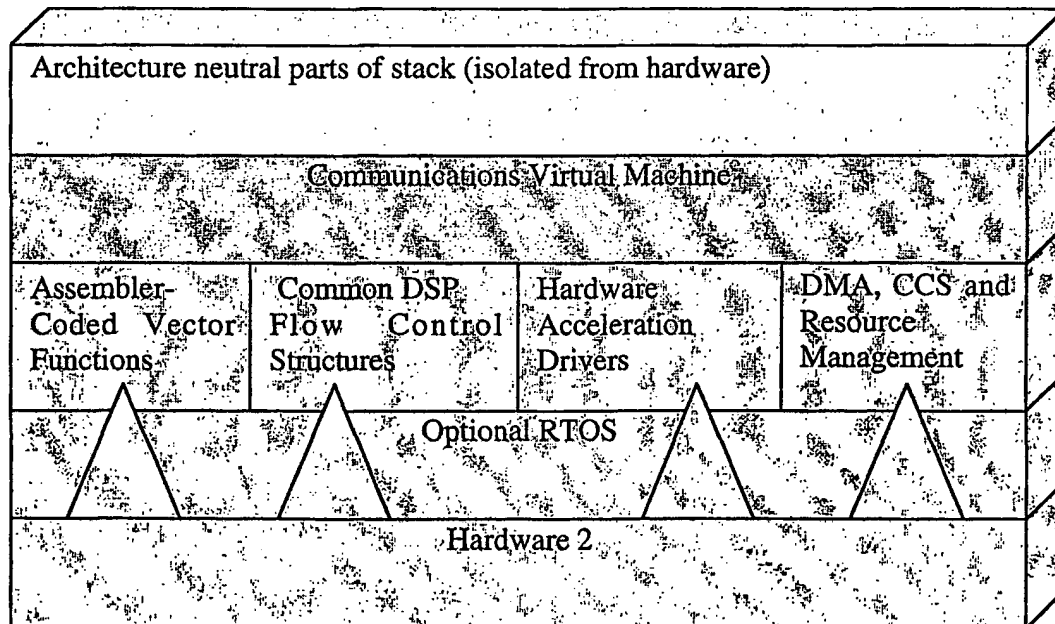 Architecture neutral parts of stack (isolated from hardware)
Communications Virtual Machine
Assembler-
Coded Vector
Functions
Common DSP
Flow Control
Structures
Hardware
Acceleration
Drivers
DMA, CCS and
Resource
Management
Optional RTOS
Hardware 2